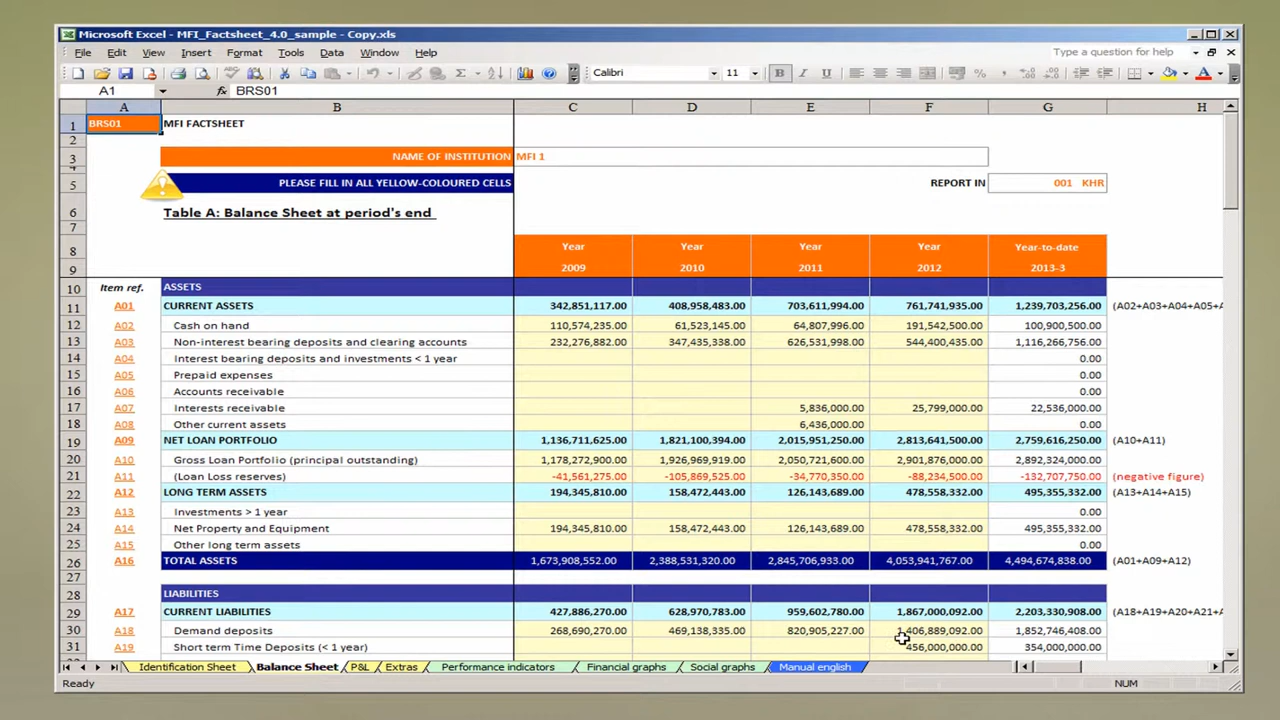 Microsoft Excel - MFI_Factsheet_4.0_sample - Copy.xls
File Edit View Insert Format Tools Data Window Help Type a question for help
Calibri 11 B I U
A1 fx BRS01
A B C D E F G H
1 BRS01 MFI FACTSHEET
2
3 NAME OF INSTITUTION MFI 1
4
5 PLEASE FILL IN ALL YELLOW-COLOURED CELLS REPORT IN 001 KHR
6 Table A: Balance Sheet at period's end
7
8 Year Year Year Year Year-to-date
9 2009 2010 2011 2012 2013-3
10 Item ref. ASSETS
11 A01 CURRENT ASSETS 342,851,117.00 408,958,483.00 703,611,994.00 761,741,935.00 1,239,703,256.00 (A02+A03+A04+A05+A
12 A02 Cash on hand 110,574,235.00 61,523,145.00 64,807,996.00 191,542,500.00 100,900,500.00
13 A03 Non-interest bearing deposits and clearing accounts 232,276,882.00 347,435,338.00 626,531,998.00 544,400,435.00 1,116,266,756.00
14 A04 Interest bearing deposits and investments < 1 year 0.00
15 A05 Prepaid expenses 0.00
16 A06 Accounts receivable 0.00
17 A07 Interests receivable 5,836,000.00 25,799,000.00 22,536,000.00
18 A08 Other current assets 6,436,000.00 0.00
19 A09 NET LOAN PORTFOLIO 1,136,711,625.00 1,821,100,394.00 2,015,951,250.00 2,813,641,500.00 2,759,616,250.00 (A10+A11)
20 A10 Gross Loan Portfolio (principal outstanding) 1,178,272,900.00 1,926,969,919.00 2,050,721,600.00 2,901,876,000.00 2,892,324,000.00
21 A11 (Loan Loss reserves) -41,561,275.00 -105,869,525.00 -34,770,350.00 -88,234,500.00 -132,707,750.00 (negative figure)
22 A12 LONG TERM ASSETS 194,345,810.00 158,472,443.00 126,143,689.00 478,558,332.00 495,355,332.00 (A13+A14+A15)
23 A13 Investments > 1 year 0.00
24 A14 Net Property and Equipment 194,345,810.00 158,472,443.00 126,143,689.00 478,558,332.00 495,355,332.00
25 A15 Other long term assets 0.00
26 A16 TOTAL ASSETS 1,673,908,552.00 2,388,531,320.00 2,845,706,933.00 4,053,941,767.00 4,494,674,838.00 (A01+A09+A12)
27
28 LIABILITIES
29 A17 CURRENT LIABILITIES 427,886,270.00 628,970,783.00 959,602,780.00 1,867,000,092.00 2,203,330,908.00 (A18+A19+A20+A21+A
30 A18 Demand deposits 268,690,270.00 469,138,335.00 820,905,227.00 1,406,889,092.00 1,852,746,408.00
31 A19 Short term Time Deposits (< 1 year) 456,000,000.00 354,000,000.00
Identification Sheet Balance Sheet P&L Extras Performance indicators Financial graphs Social graphs Manual english
Ready NUM